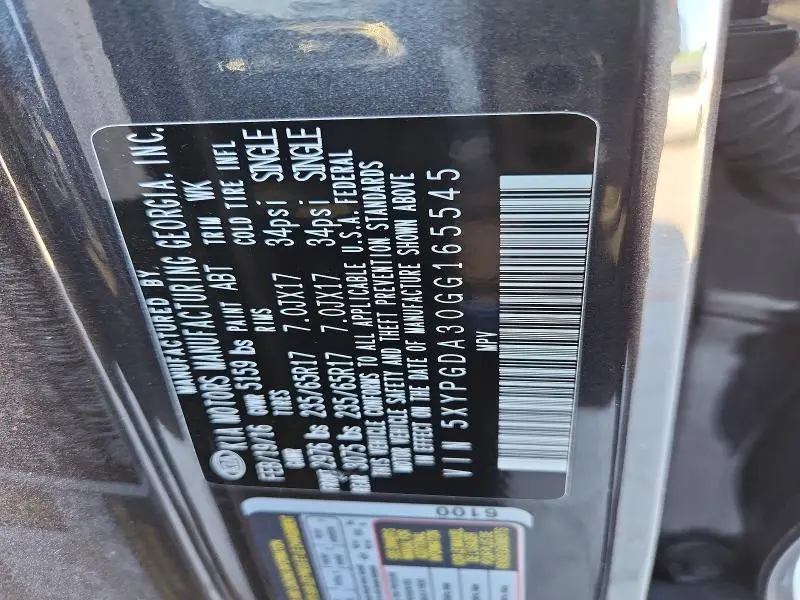 MANUFACTURED BY
KIA MOTORS MANUFACTURING GEORGIA, INC.
FEB/19/16 GVWR 5159 lbs PAINT ABT TRIM WK
TIRES RIMS COLD TIRE INFL
2976 lbs 235/65R17 7.0JX17 34psi SINGLE
REAR 3075 lbs 235/65R17 7.0JX17 34psi SINGLE
THIS VEHICLE CONFORMS TO ALL APPLICABLE U.S.A. FEDERAL
MOTOR VEHICLE SAFETY AND THEFT PREVENTION STANDARDS
IN EFFECT ON THE DATE OF MANUFACTURE SHOWN ABOVE
VIN 5XYPGDA30GG165545
MPV
6100